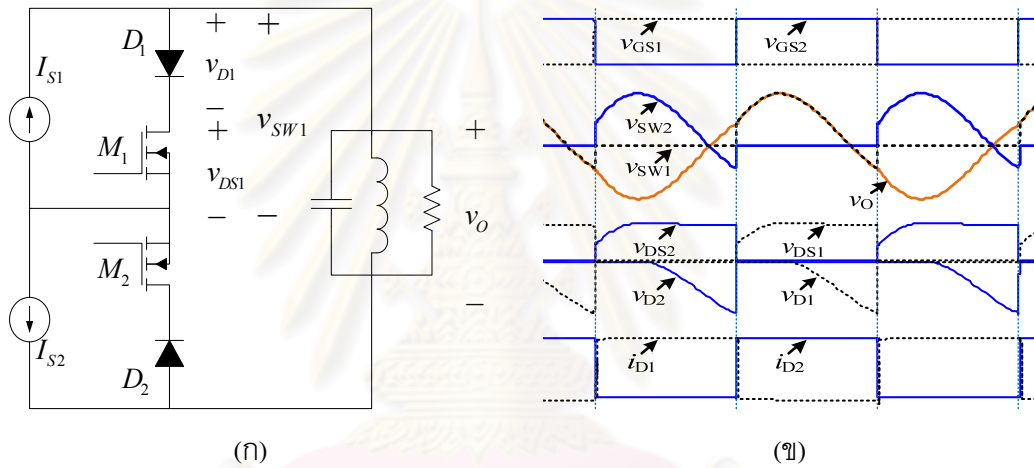 D1
+
+
vD1
−
IS1
+
vSW1
M1
vDS1
−
−
+
vO
−
M2
IS2
D2
(ก)
vGS1
vGS2
vSW2
vSW1
vO
vDS2
vDS1
vD2
vD1
iD1
iD2
(ข)